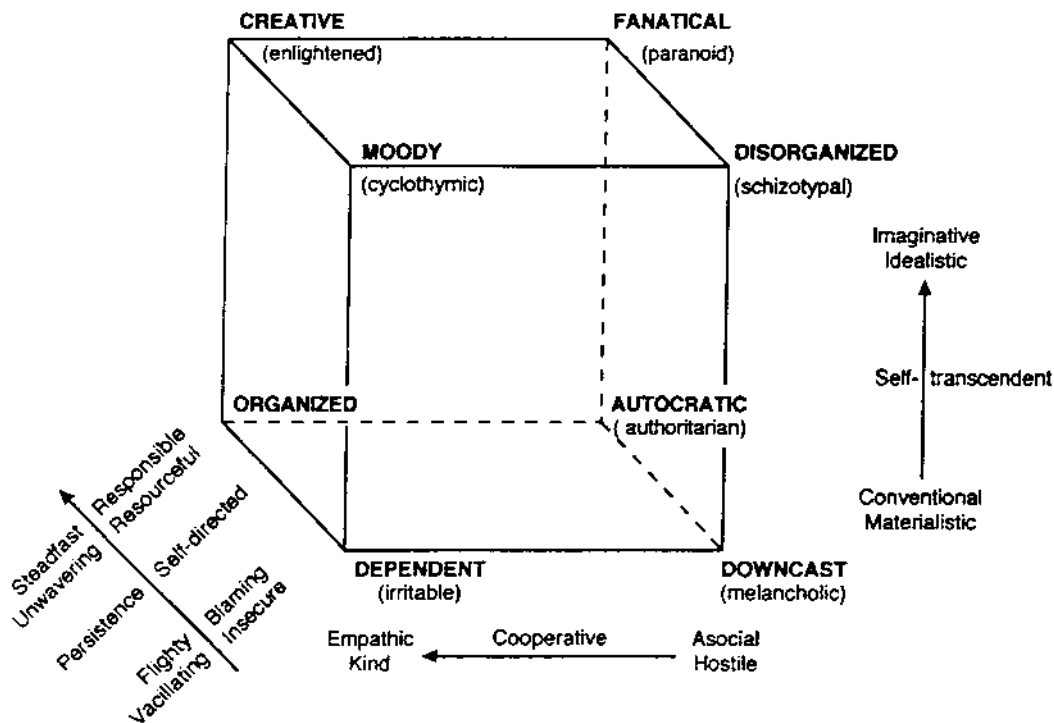 CREATIVE
(enlightened)
FANATICAL
(paranoid)
MOODY
(cyclothymic)
DISORGANIZED
(schizotypal)
Imaginative
Idealistic
Self-transcendent
Conventional
Materialistic
ORGANIZED
AUTOCRATIC
( authoritarian)
DEPENDENT
(irritable)
DOWNCAST
(melancholic)
Responsible
Resourceful
Self-directed
Blaming
Insecure
Steadfast
Unwavering
Persistence
Flighty
Vacillating
Empathic
Kind
Cooperative
Asocial
Hostile